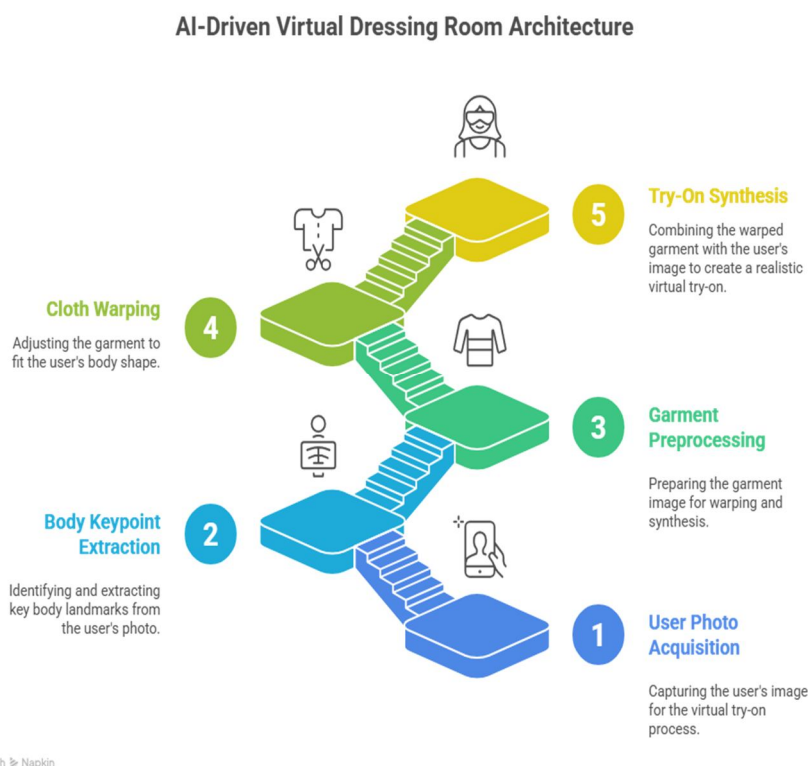 AI-Driven Virtual Dressing Room Architecture
5
Try-On Synthesis
Combining the warped
garment with the user's
image to create a realistic
virtual try-on.
Cloth Warping
4
Adjusting the garment to
fit the user's body shape.
3
Garment
Preprocessing
Preparing the garment
image for warping and
synthesis.
Body Keypoint
Extraction
2
Identifying and extracting
key body landmarks from
the user's photo.
1
User Photo
Acquisition
Capturing the user's image
for the virtual try-on
process.
Napkin